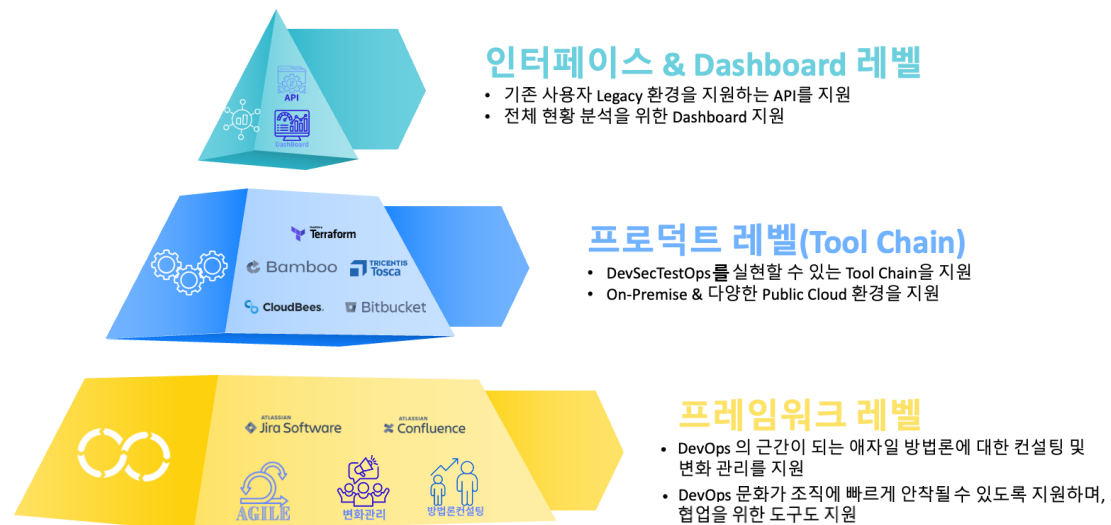 인터페이스 & Dashboard 레벨
• 기존 사용자 Legacy 환경을 지원하는 API를 지원
• 전체 현황 분석을 위한 Dashboard 지원
API
DashBoard
프로덕트 레벨(Tool Chain)
• DevSecTestOps를 실현할 수 있는 Tool Chain을 지원
• On-Premise & 다양한 Public Cloud 환경을 지원
Terraform
Bamboo
TRICENTIS
Tosca
CloudBees.
Bitbucket
프레임워크 레벨
• DevOps 의 근간이 되는 애자일 방법론에 대한 컨설팅 및
변화 관리를 지원
• DevOps 문화가 조직에 빠르게 안착될 수 있도록 지원하며,
협업을 위한 도구도 지원
ATLASSIAN
Jira Software
ATLASSIAN
Confluence
AGILE
변화관리
방법론컨설팅